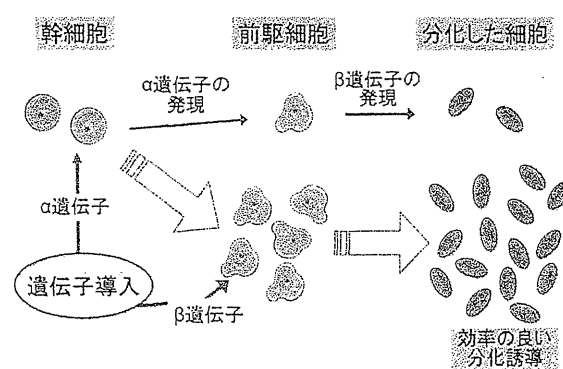 幹細胞
前駆細胞
分化した細胞
α遺伝子の
発現
β遺伝子の
発現
α遺伝子
遺伝子導入
β遺伝子
効率の良い
分化誘導